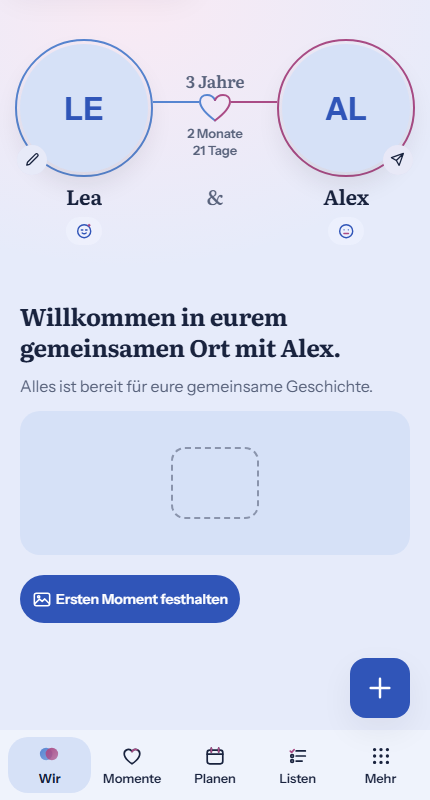 LE
AL
3 Jahre
2 Monate
21 Tage
Lea
&
Alex
Willkommen in eurem
gemeinsamen Ort mit Alex.
Alles ist bereit für eure gemeinsame Geschichte.
Ersten Moment festhalten
Wir
Momente
Planen
Listen
Mehr